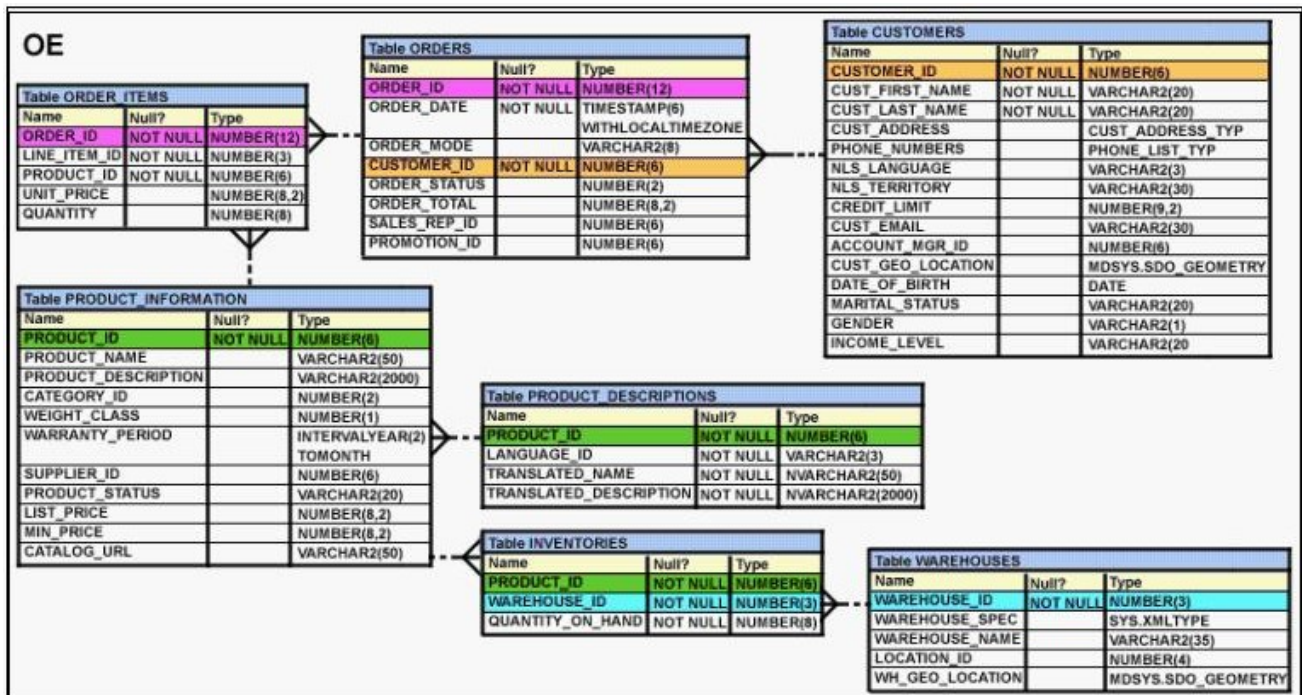 OE
Table ORDER_ITEMS
Name Null? Type
ORDER_ID NOT NULL NUMBER(12)
LINE_ITEM_ID NOT NULL NUMBER(3)
PRODUCT_ID NOT NULL NUMBER(6)
UNIT_PRICE NUMBER(8,2)
QUANTITY NUMBER(8)
Table ORDERS
Name Null? Type
ORDER_ID NOT NULL NUMBER(12)
ORDER_DATE NOT NULL TIMESTAMP(6)
WITHLOCALTIMEZONE
ORDER_MODE VARCHAR2(8)
CUSTOMER_ID NOT NULL NUMBER(6)
ORDER_STATUS NUMBER(2)
ORDER_TOTAL NUMBER(8,2)
SALES_REP_ID NUMBER(6)
PROMOTION_ID NUMBER(6)
Table CUSTOMERS
Name Null? Type
CUSTOMER_ID NOT NULL NUMBER(6)
CUST_FIRST_NAME NOT NULL VARCHAR2(20)
CUST_LAST_NAME NOT NULL VARCHAR2(20)
CUST_ADDRESS CUST_ADDRESS_TYP
PHONE_NUMBERS PHONE_LIST_TYP
NLS_LANGUAGE VARCHAR2(3)
NLS_TERRITORY VARCHAR2(30)
CREDIT_LIMIT NUMBER(9,2)
CUST_EMAIL VARCHAR2(30)
ACCOUNT_MGR_ID NUMBER(6)
CUST_GEO_LOCATION MDSYS.SDO_GEOMETRY
DATE_OF_BIRTH DATE
MARITAL_STATUS VARCHAR2(20)
GENDER VARCHAR2(1)
INCOME_LEVEL VARCHAR2(20
Table PRODUCT_INFORMATION
Name Null? Type
PRODUCT_ID NOT NULL NUMBER(6)
PRODUCT_NAME VARCHAR2(50)
PRODUCT_DESCRIPTION VARCHAR2(2000)
CATEGORY_ID NUMBER(2)
WEIGHT_CLASS NUMBER(1)
WARRANTY_PERIOD INTERVALYEAR(2)
TOMONTH
SUPPLIER_ID NUMBER(6)
PRODUCT_STATUS VARCHAR2(20)
LIST_PRICE NUMBER(8,2)
MIN_PRICE NUMBER(8,2)
CATALOG_URL VARCHAR2(50)
Table PRODUCT_DESCRIPTIONS
Name Null? Type
PRODUCT_ID NOT NULL NUMBER(6)
LANGUAGE_ID NOT NULL VARCHAR2(3)
TRANSLATED_NAME NOT NULL NVARCHAR2(50)
TRANSLATED_DESCRIPTION NOT NULL NVARCHAR2(2000)
Table INVENTORIES
Name Null? Type
PRODUCT_ID NOT NULL NUMBER(6)
WAREHOUSE_ID NOT NULL NUMBER(3)
QUANTITY_ON_HAND NOT NULL NUMBER(8)
Table WAREHOUSES
Name Null? Type
WAREHOUSE_ID NOT NULL NUMBER(3)
WAREHOUSE_SPEC SYS.XMLTYPE
WAREHOUSE_NAME VARCHAR2(35)
LOCATION_ID NUMBER(4)
WH_GEO_LOCATION MDSYS.SDO_GEOMETRY